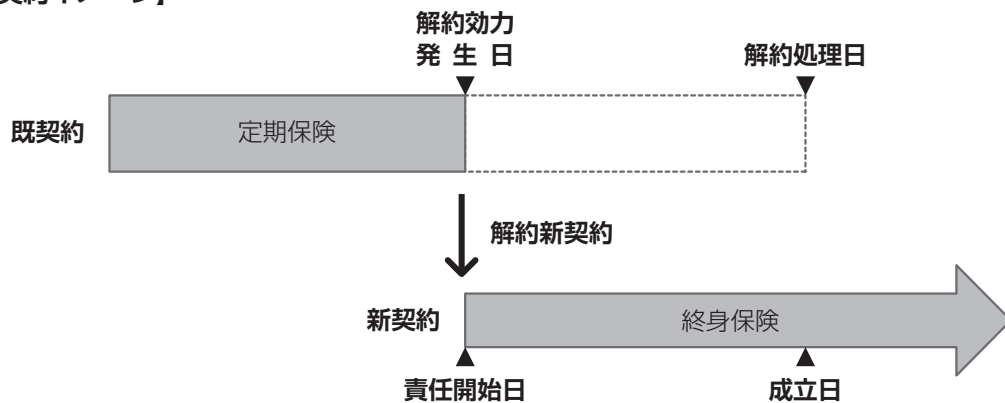 解約効力
発生日
解約処理日
既契約
定期保険
解約新契約
新契約
終身保険
責任開始日
成立日